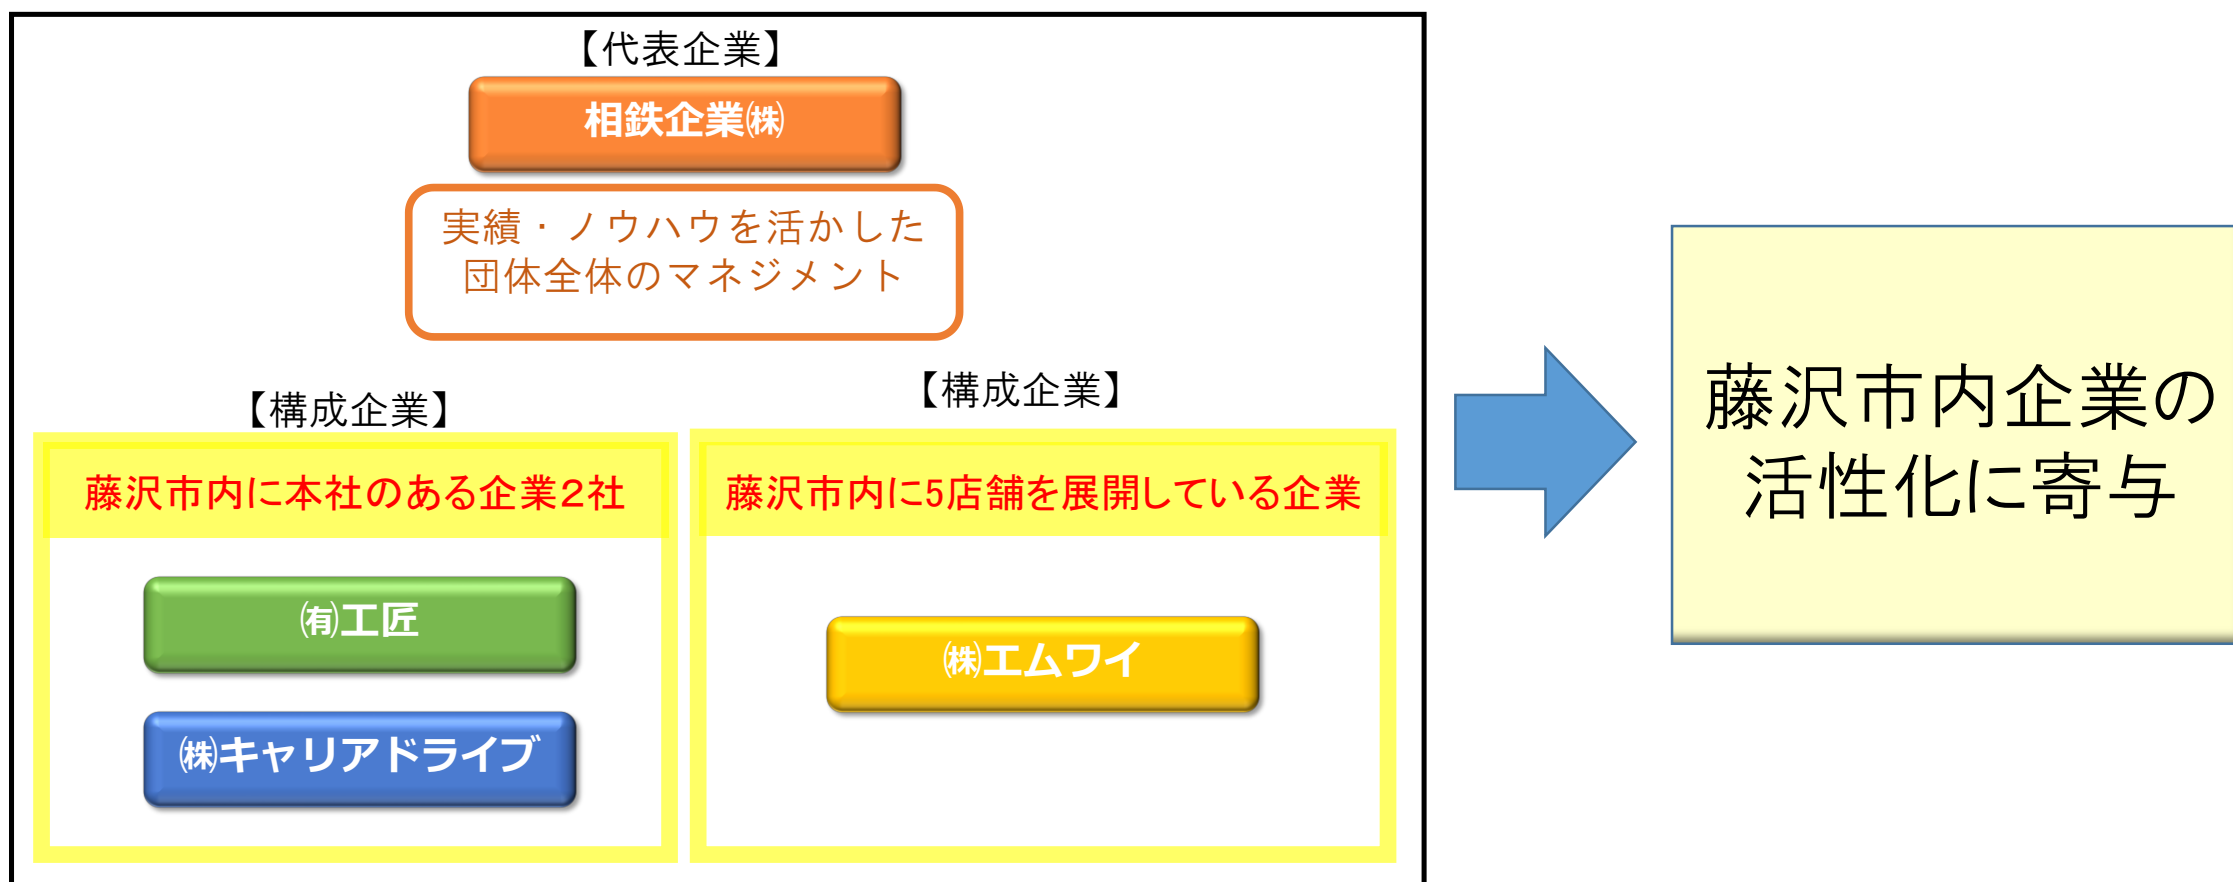 【代表企業】
相鉄企業㈱
実績・ノウハウを活かした
団体全体のマネジメント
【構成企業】
藤沢市内に本社のある企業2社
㈲工匠
㈱キャリアドライブ
【構成企業】
藤沢市内に5店舗を展開している企業
㈱エムワイ
藤沢市内企業の
活性化に寄与